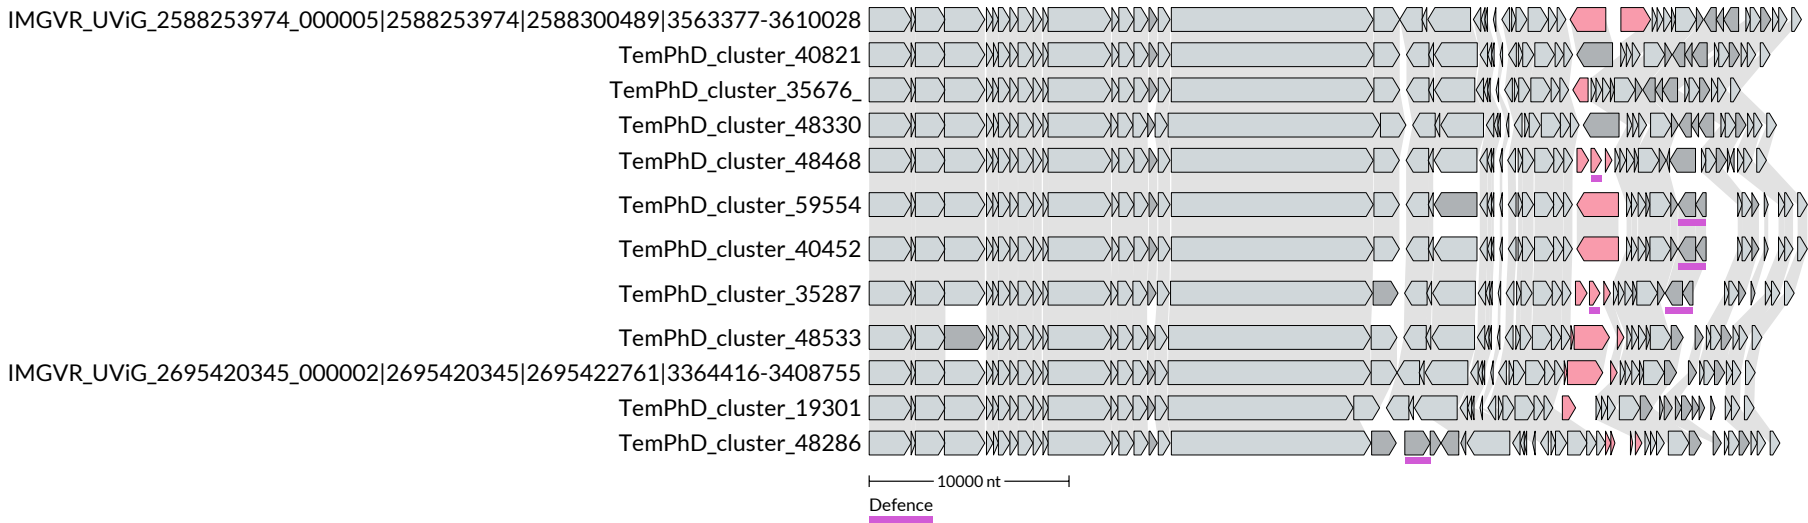 IMGVR_UViG_2588253974_000005|2588253974|2588300489|3563377-3610028
TemPhD_cluster_40821
TemPhD_cluster_35676_
TemPhD_cluster_48330
TemPhD_cluster_48468
TemPhD_cluster_59554
TemPhD_cluster_40452
TemPhD_cluster_35287
TemPhD_cluster_48533
IMGVR_UViG_2695420345_000002|2695420345|2695422761|3364416-3408755
TemPhD_cluster_19301
TemPhD_cluster_48286
10000 nt
Defence